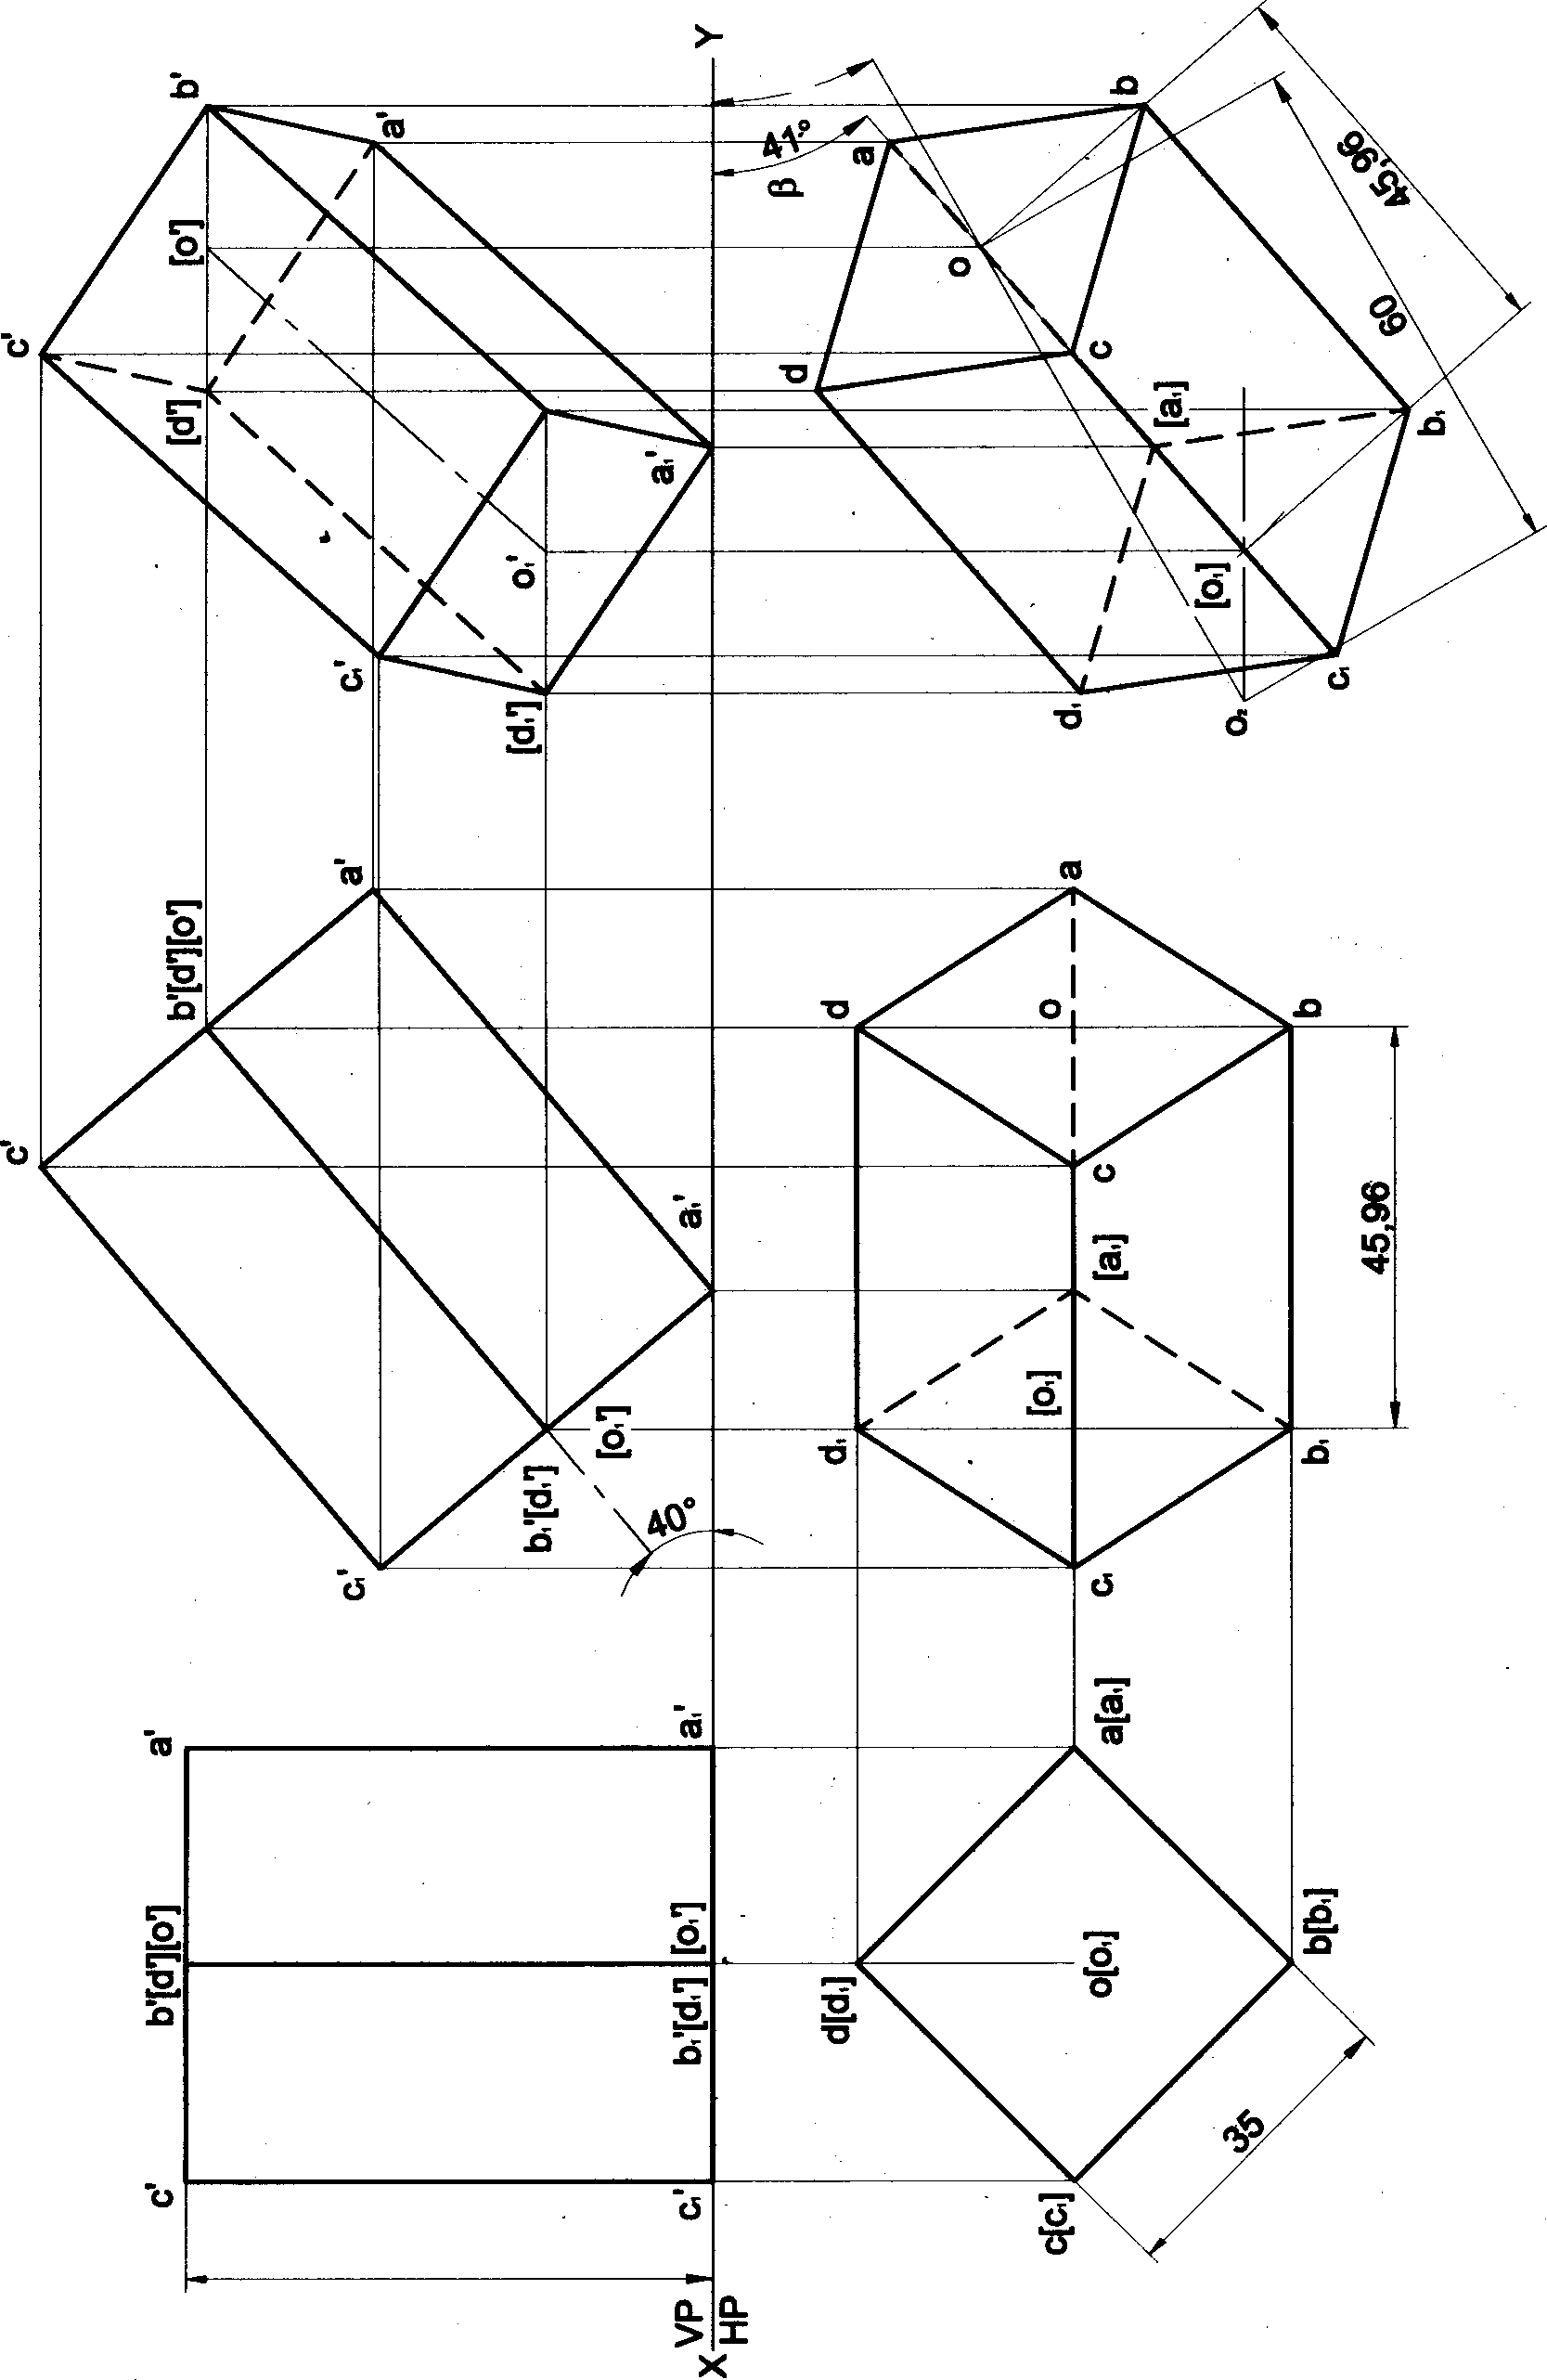 X
VP
HP
Y
c'
b'[d'][o']
a'
c₁'
b₁'[d₁']
[o₁']
a₁'
c[c₁]
d[d₁]
o[o₁]
b[b₁]
a[a₁]
35
c'
b'[d'][o']
a'
c₁'
b₁'[d₁']
[o₁']
a₁'
40°
d₁
[o₁]
[a₁]
c₁
b₁
d
o
c
b
a
45,96
c'
b'
[o']
a'
[d']
c₁'
o₁'
[d₁']
a₁'
41°
β
a
b
o
d
c
[a₁]
[o₁]
b₁
d₁
c₁
o₂
45,96
60